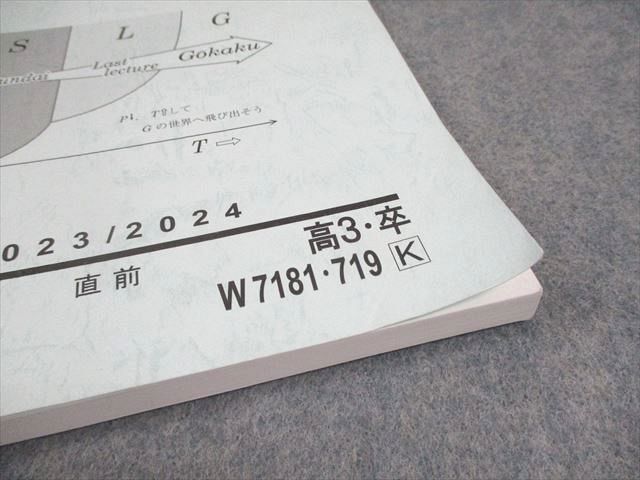 S L G
undai Last lecture Gokaku
P↓, T⇧して
Gの世界へ飛び出そう
T ⇨
023/2024
高3・卒
直前
W7181・719 K